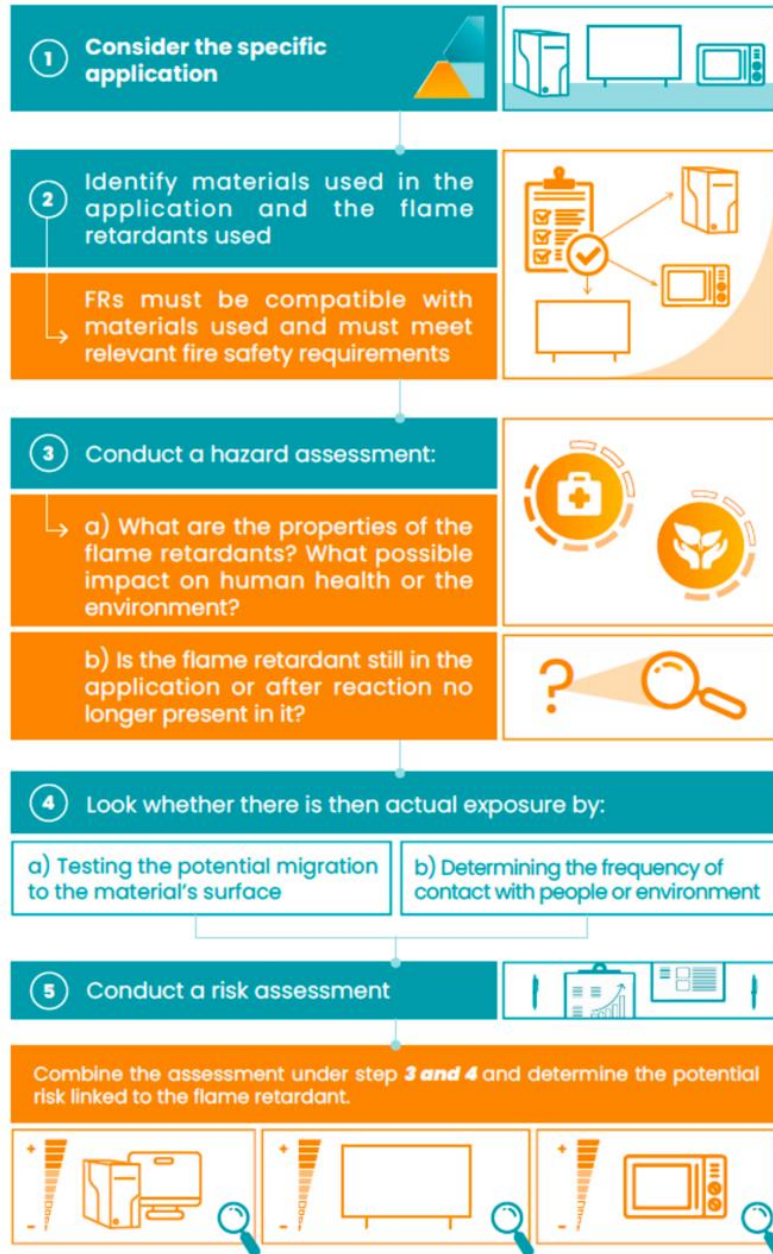 1 Consider the specific
application
2 Identify materials used in the
application and the flame
retardants used
FRs must be compatible with
materials used and must meet
relevant fire safety requirements
3 Conduct a hazard assessment:
a) What are the properties of the
flame retardants? What possible
impact on human health or the
environment?
b) Is the flame retardant still in the
application or after reaction no
longer present in it?
?
4 Look whether there is then actual exposure by:
a) Testing the potential migration
to the material's surface
b) Determining the frequency of
contact with people or environment
5 Conduct a risk assessment
Combine the assessment under step 3 and 4 and determine the potential
risk linked to the flame retardant.
+
-
+
-
+
-